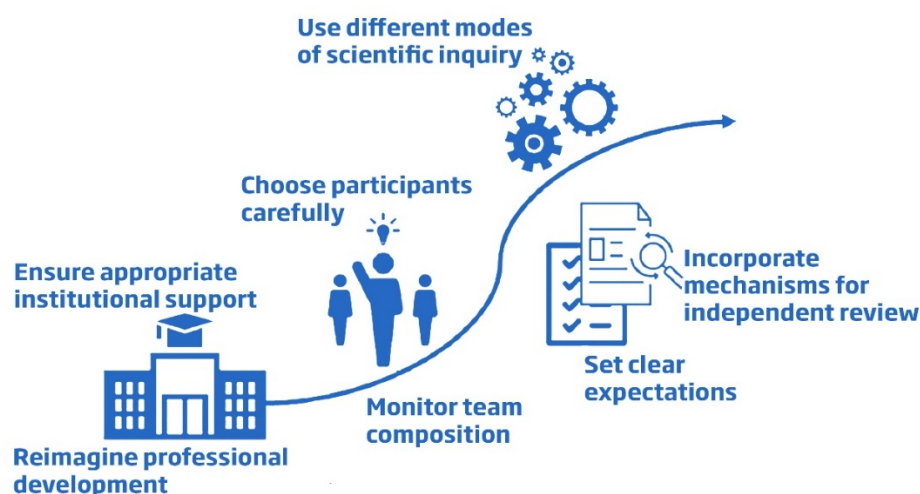 Use different modes
of scientific inquiry
Choose participants
carefully
Ensure appropriate
institutional support
Incorporate
mechanisms for
independent review
Set clear
expectations
Monitor team
composition
Reimagine professional
development